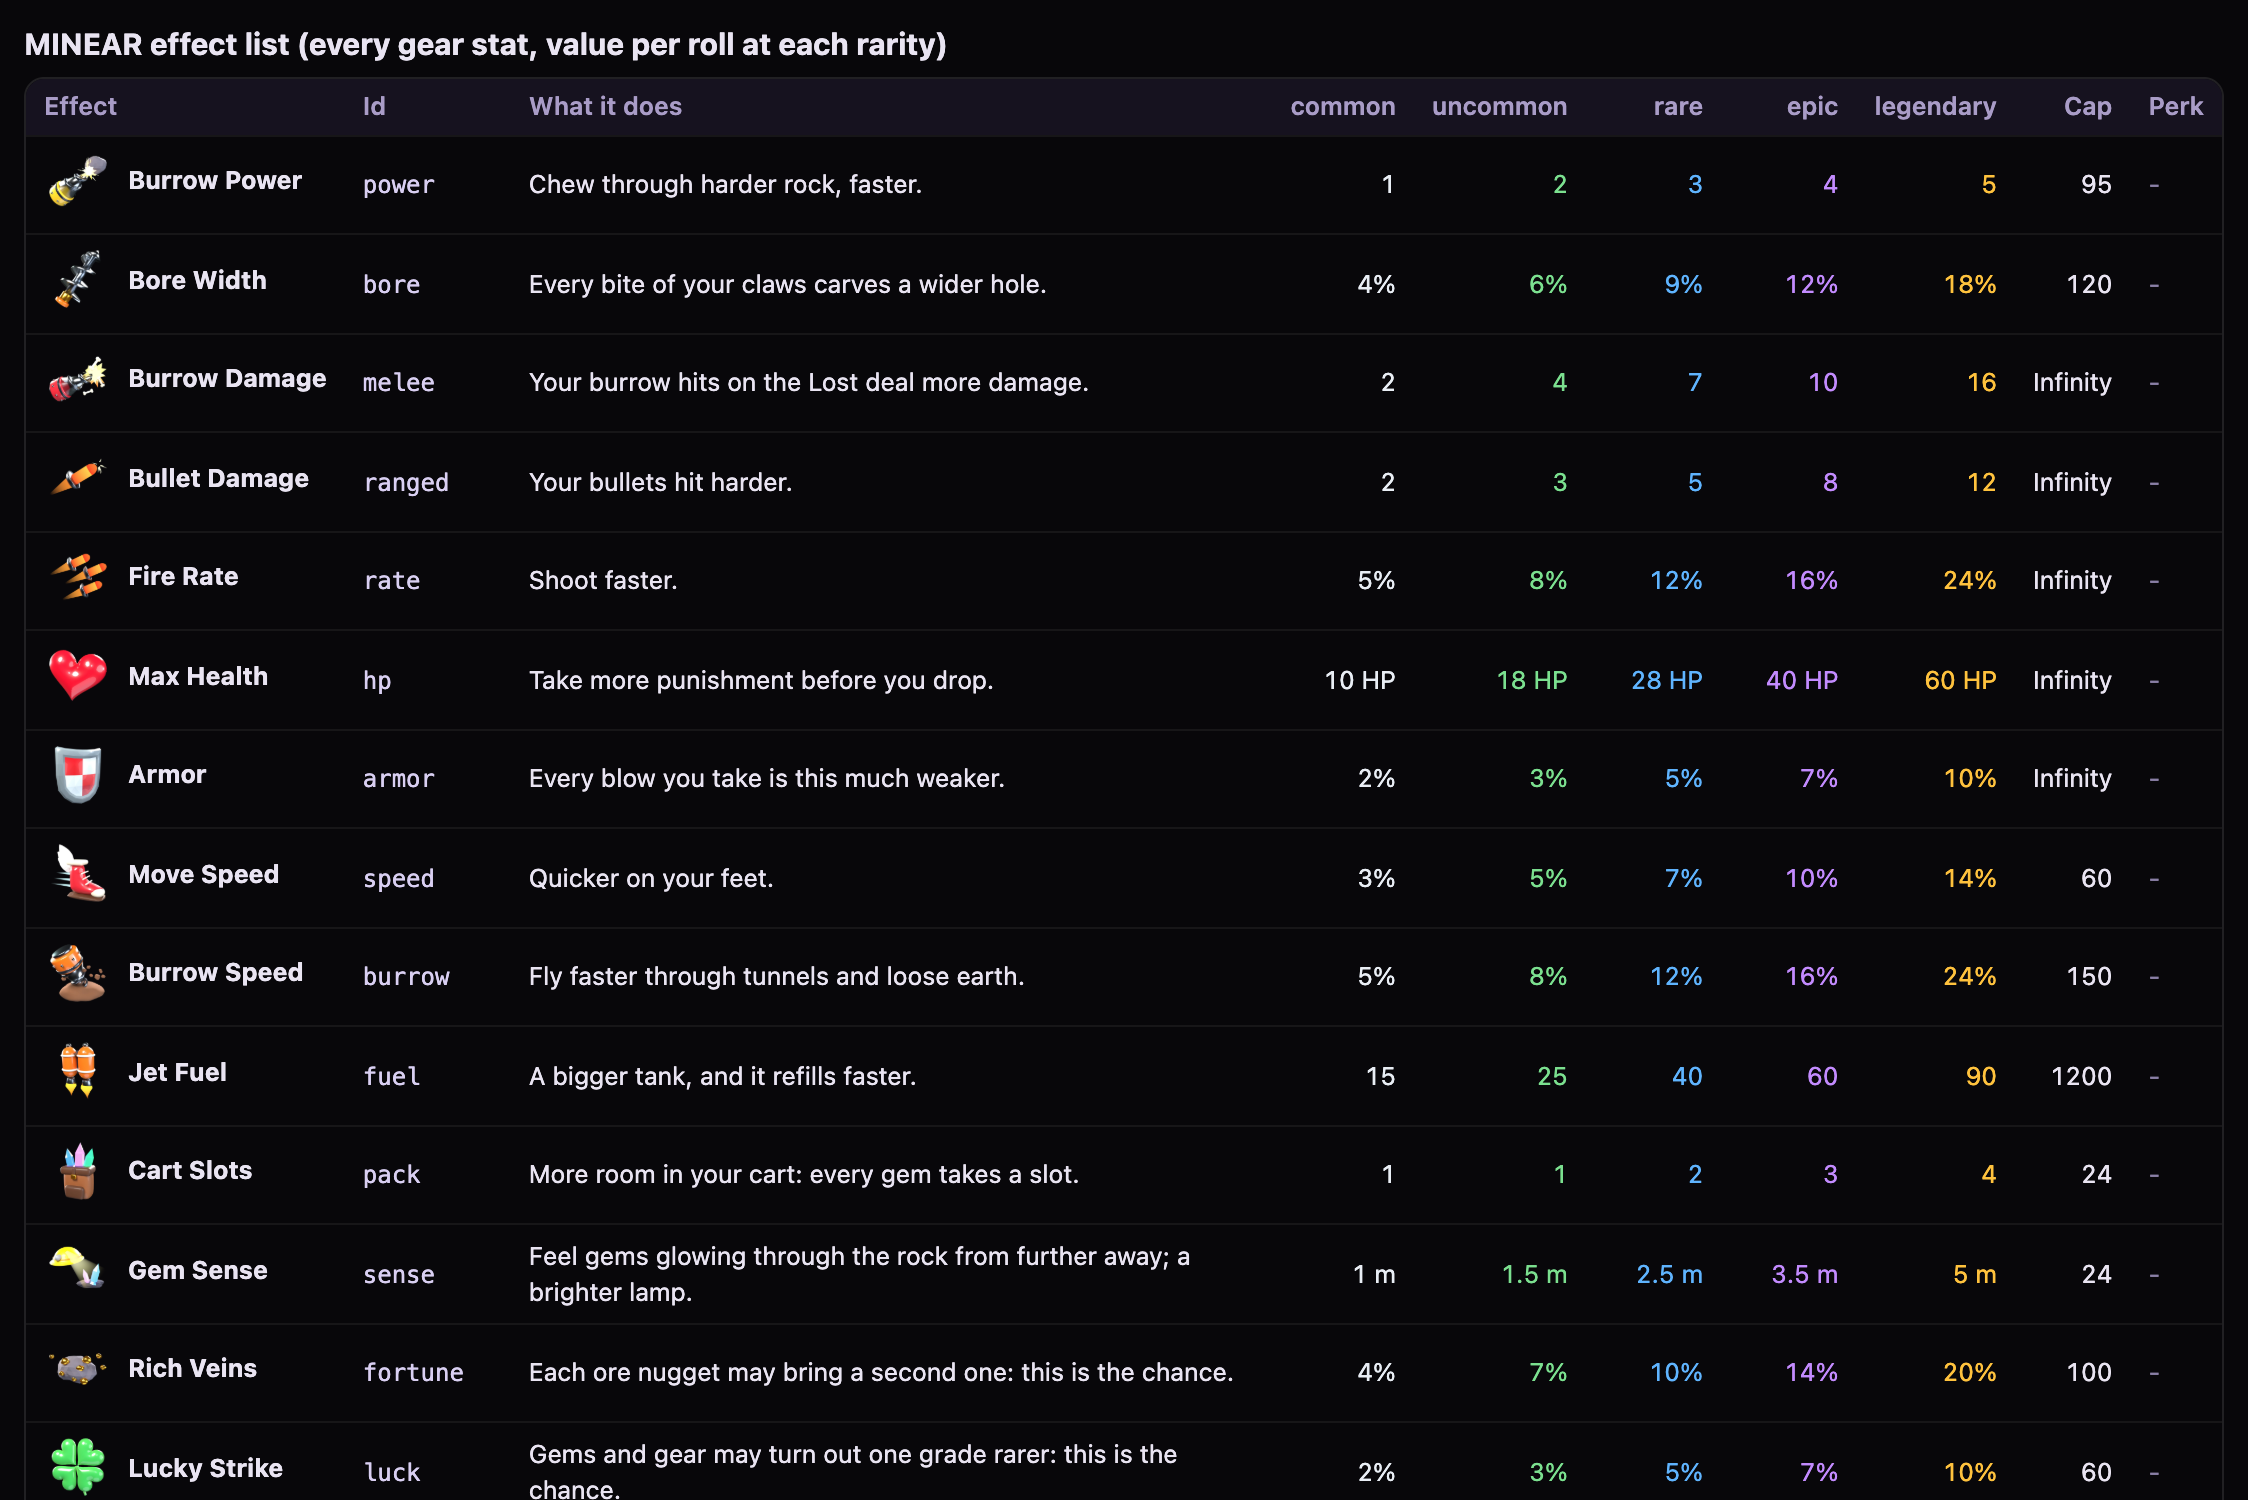 MINEAR effect list (every gear stat, value per roll at each rarity)
Effect Id What it does common uncommon rare epic legendary Cap Perk
Burrow Power power Chew through harder rock, faster. 1 2 3 4 5 95 -
Bore Width bore Every bite of your claws carves a wider hole. 4% 6% 9% 12% 18% 120 -
Burrow Damage melee Your burrow hits on the Lost deal more damage. 2 4 7 10 16 Infinity -
Bullet Damage ranged Your bullets hit harder. 2 3 5 8 12 Infinity -
Fire Rate rate Shoot faster. 5% 8% 12% 16% 24% Infinity -
Max Health hp Take more punishment before you drop. 10 HP 18 HP 28 HP 40 HP 60 HP Infinity -
Armor armor Every blow you take is this much weaker. 2% 3% 5% 7% 10% Infinity -
Move Speed speed Quicker on your feet. 3% 5% 7% 10% 14% 60 -
Burrow Speed burrow Fly faster through tunnels and loose earth. 5% 8% 12% 16% 24% 150 -
Jet Fuel fuel A bigger tank, and it refills faster. 15 25 40 60 90 1200 -
Cart Slots pack More room in your cart: every gem takes a slot. 1 1 2 3 4 24 -
Gem Sense sense Feel gems glowing through the rock from further away; a
brighter lamp. 1 m 1.5 m 2.5 m 3.5 m 5 m 24 -
Rich Veins fortune Each ore nugget may bring a second one: this is the chance. 4% 7% 10% 14% 20% 100 -
Lucky Strike luck Gems and gear may turn out one grade rarer: this is the
chance. 2% 3% 5% 7% 10% 60 -